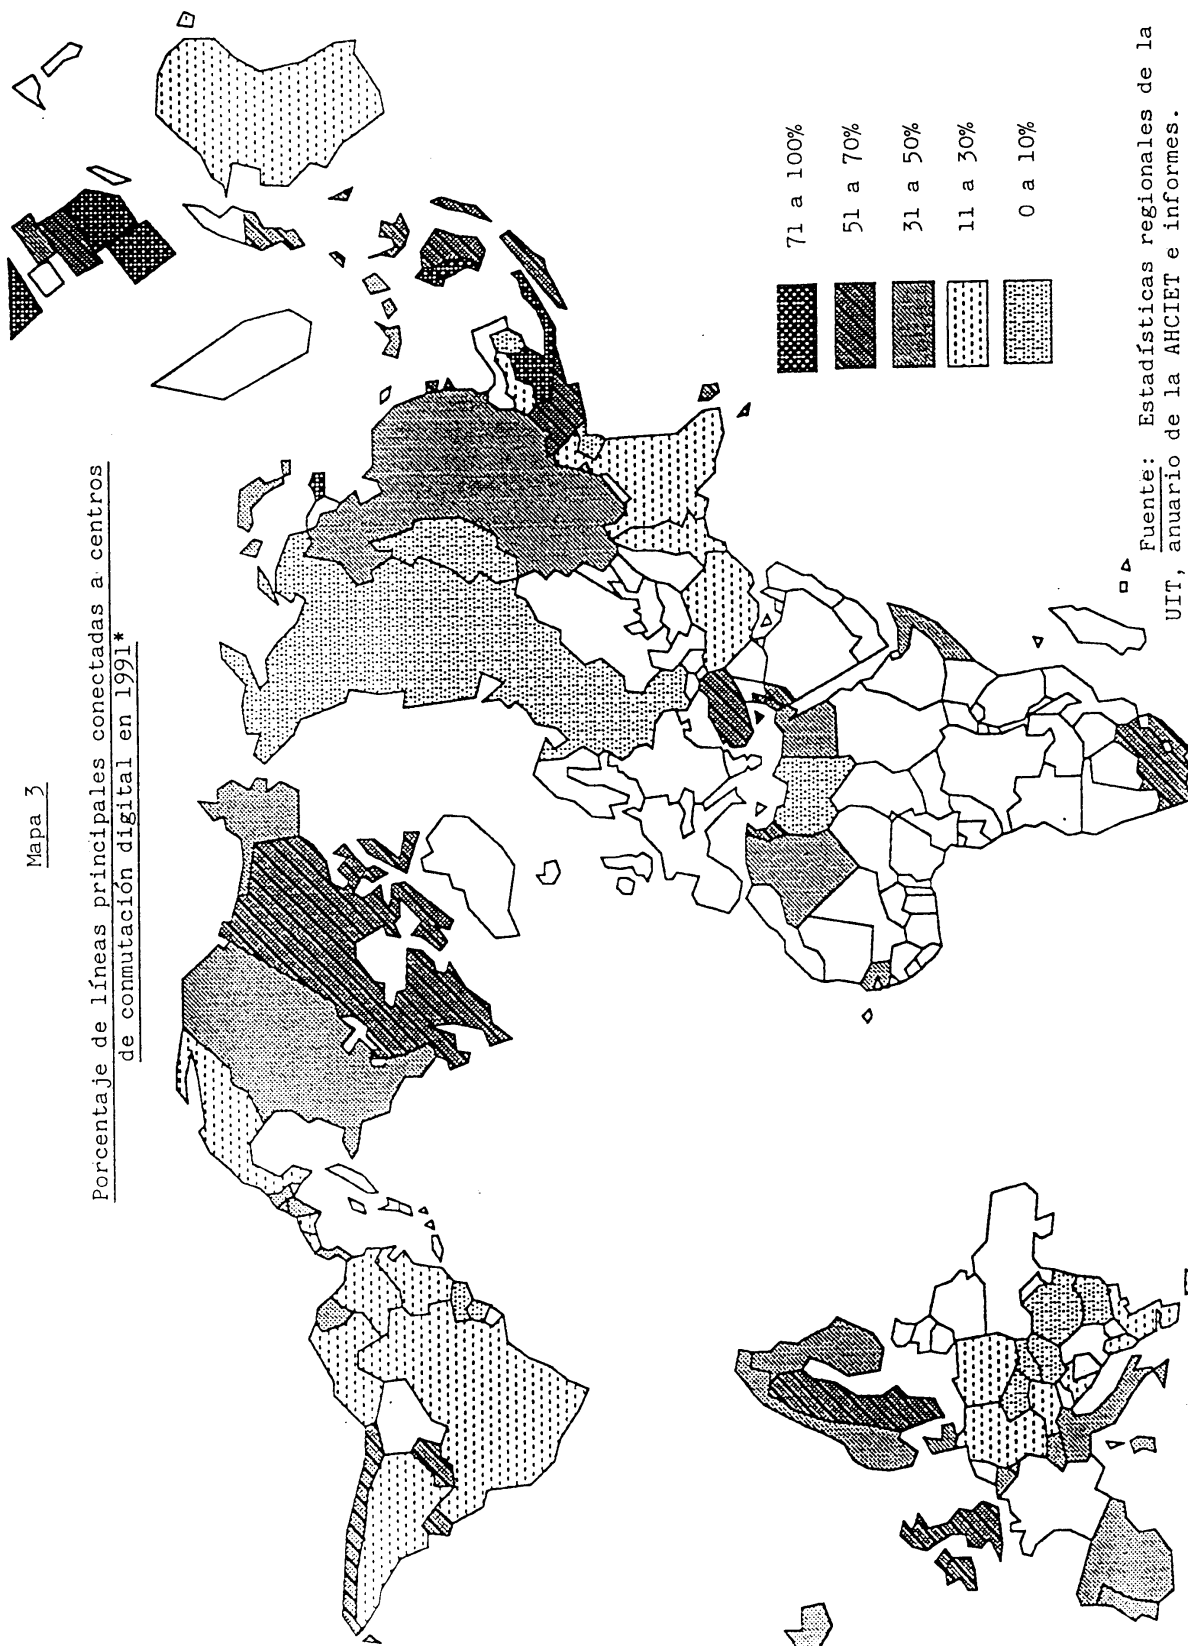 Mapa 3
Porcentaje de líneas principales conectadas a centros
de conmutación digital en 1991*
71 a 100%
51 a 70%
31 a 50%
11 a 30%
0 a 10%
Fuente: Estadísticas regionales de la
UIT, anuario de la AHCIET e informes.